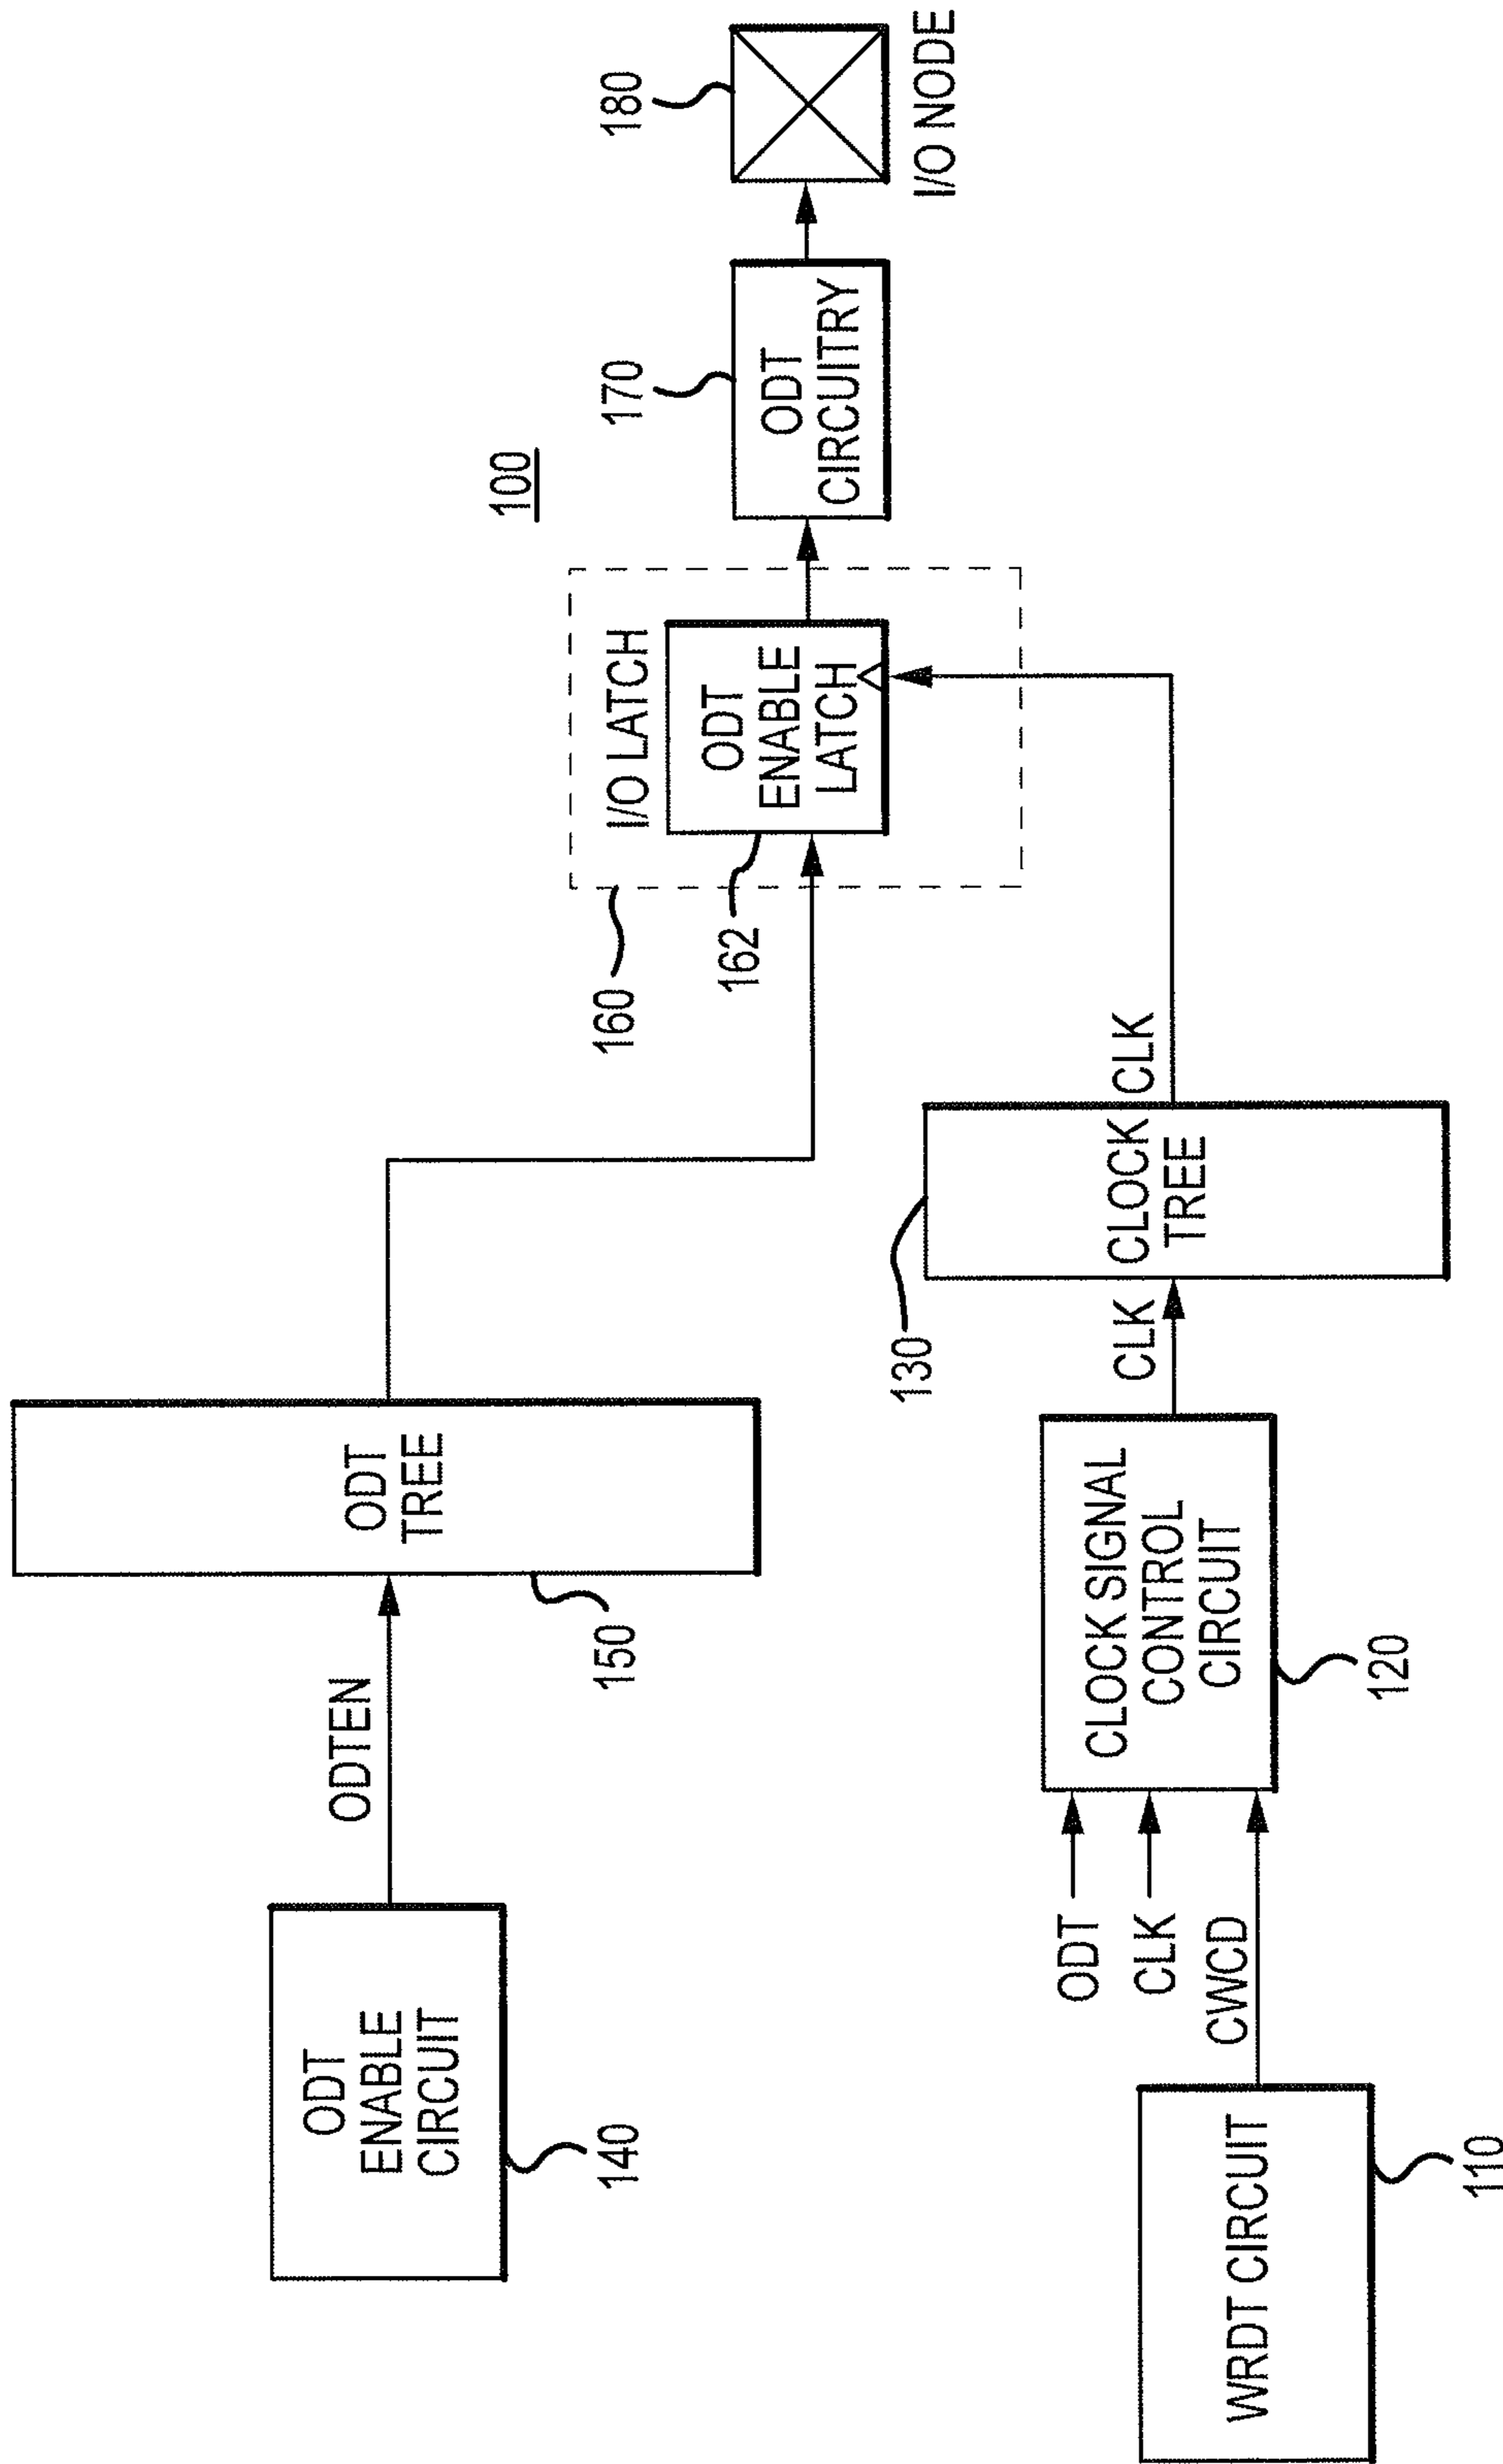 100
ODT
ENABLE
CIRCUIT
140
ODTEN
ODT
TREE
150
I/O LATCH
160
ODT
ENABLE
LATCH
162
ODT
CIRCUITRY
170
180
I/O NODE
WRDT CIRCUIT
110
ODT
CLK
CWCD
CLOCK SIGNAL
CONTROL
CIRCUIT
120
CLK
CLOCK
TREE
130
CLK